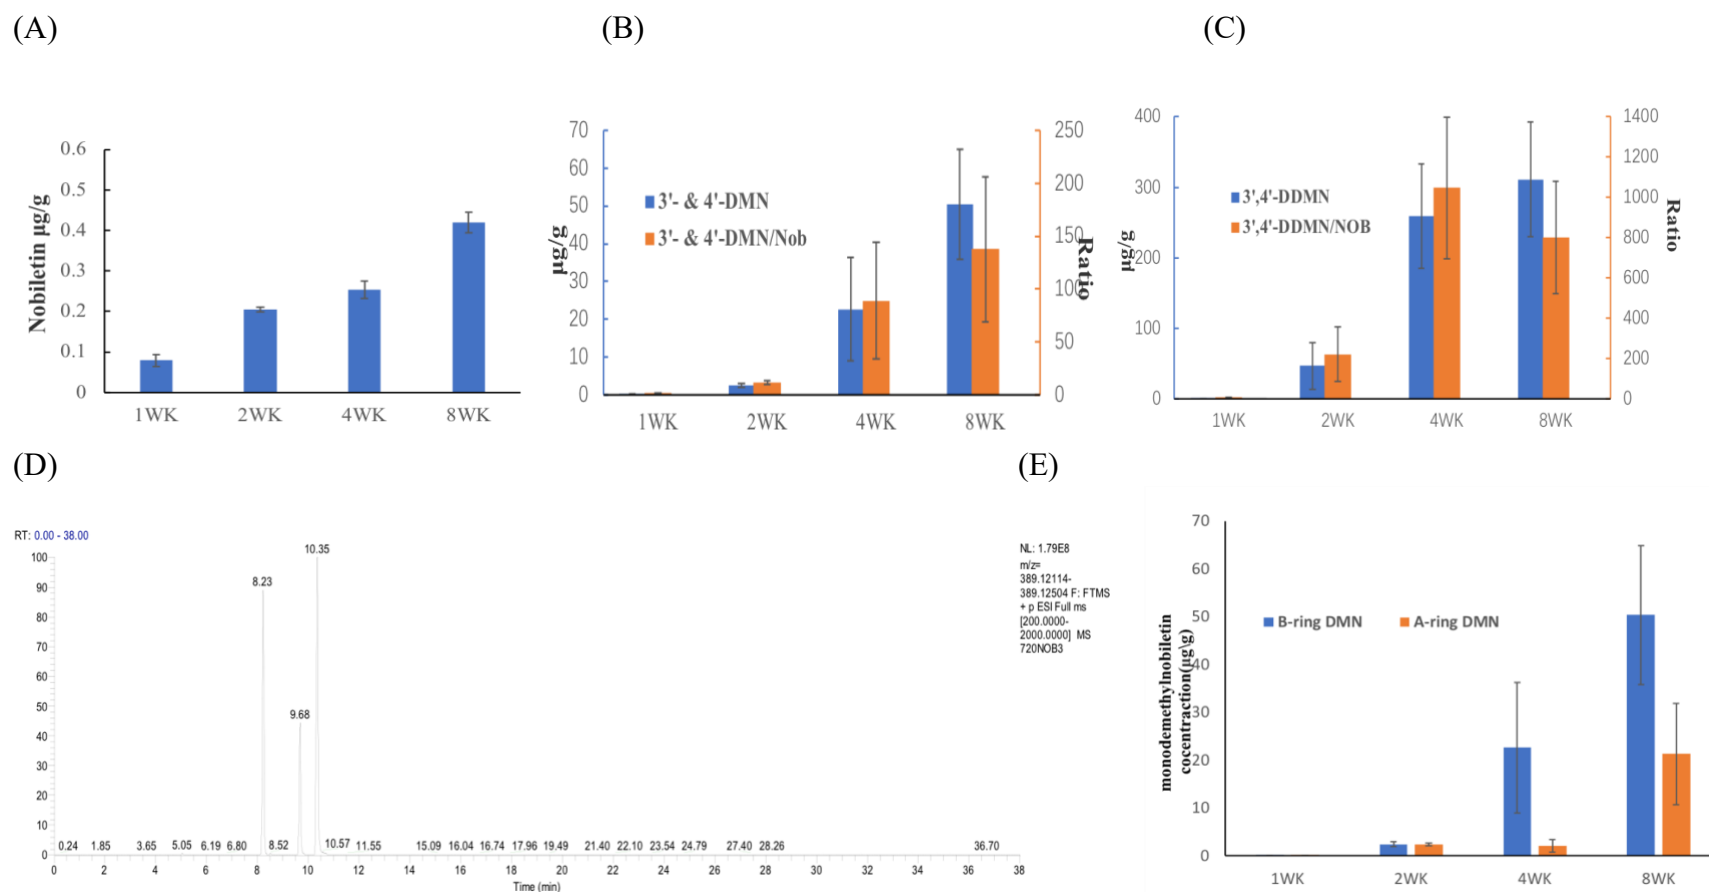 (A)
(B)
(C)
Nobiletin µg/g
0.6
0.5
0.4
0.3
0.2
0.1
0
1WK 2WK 4WK 8WK
µg/g
70
60
50
40
30
20
10
0
3'- & 4'-DMN
3'- & 4'-DMN/Nob
250
200
150
100
50
0
Ratio
1WK 2WK 4WK 8WK
µg/g
400
300
200
100
0
3',4'-DDMN
3',4'-DDMN/NOB
1400
1200
1000
800
600
400
200
0
Ratio
1WK 2WK 4WK 8WK
(D)
(E)
RT: 0.00 - 38.00
100
90
80
70
60
50
40
30
20
10
0
10.35
8.23
9.68
0.24 1.85 3.65 5.05 6.19 6.80 8.52 10.57 11.55 15.09 16.04 16.74 17.96 19.49 21.40 22.10 23.54 24.79 27.40 28.26 36.70
0 2 4 6 8 10 12 14 16 18 20 22 24 26 28 30 32 34 36 38
Time (min)
NL: 1.79E8
m/z=
389.12114-
389.12504 F: FTMS
+ p ESI Full ms
[200.0000-
2000.0000] MS
720NOB3
monodemethylnobiletin
cocentraction(µg\g)
70
60
50
40
30
20
10
0
B-ring DMN A-ring DMN
1WK 2WK 4WK 8WK